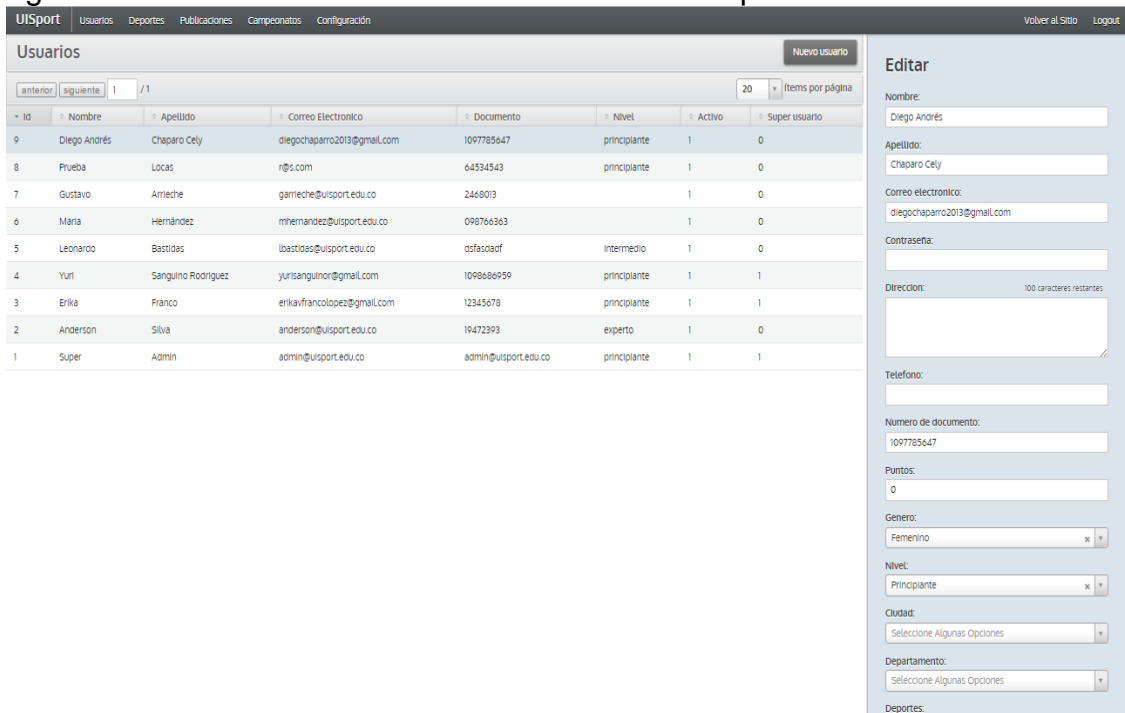 UISport Usuarios Deportes Publicaciones Campeonatos Configuración Volver al Sitio Logout
Usuarios Nuevo usuario
anterior siguiente 1 / 1 20 ítems por página
Id Nombre Apellido Correo Electronico Documento Nivel Activo Super usuario
9 Diego Andrés Chaparo Cely diegochaparro2013@gmail.com 1097785647 principiante 1 0
8 Prueba Locas r@s.com 64534543 principiante 1 0
7 Gustavo Arrieche garrieche@uisport.edu.co 2468013 1 0
6 Maria Hernández mhernandez@uisport.edu.co 098766363 1 0
5 Leonardo Bastidas lbastidas@uisport.edu.co dsfasdadf intermedio 1 0
4 Yuri Sanguino Rodriguez yurisanguinor@gmail.com 1098686959 principiante 1 1
3 Erika Franco erikavfrancolopez@gmail.com 12345678 principiante 1 1
2 Anderson Silva anderson@uisport.edu.co 19472393 experto 1 0
1 Super Admin admin@uisport.edu.co admin@uisport.edu.co principiante 1 1
Editar
Nombre:
Diego Andrés
Apellido:
Chaparo Cely
Correo electronico:
diegochaparro2013@gmail.com
Contraseña:
Direccion: 100 caracteres restantes
Telefono:
Numero de documento:
1097785647
Puntos:
0
Genero:
Femenino
Nivel:
Principiante
Ciudad:
Seleccione Algunas Opciones
Departamento:
Seleccione Algunas Opciones
Deportes: